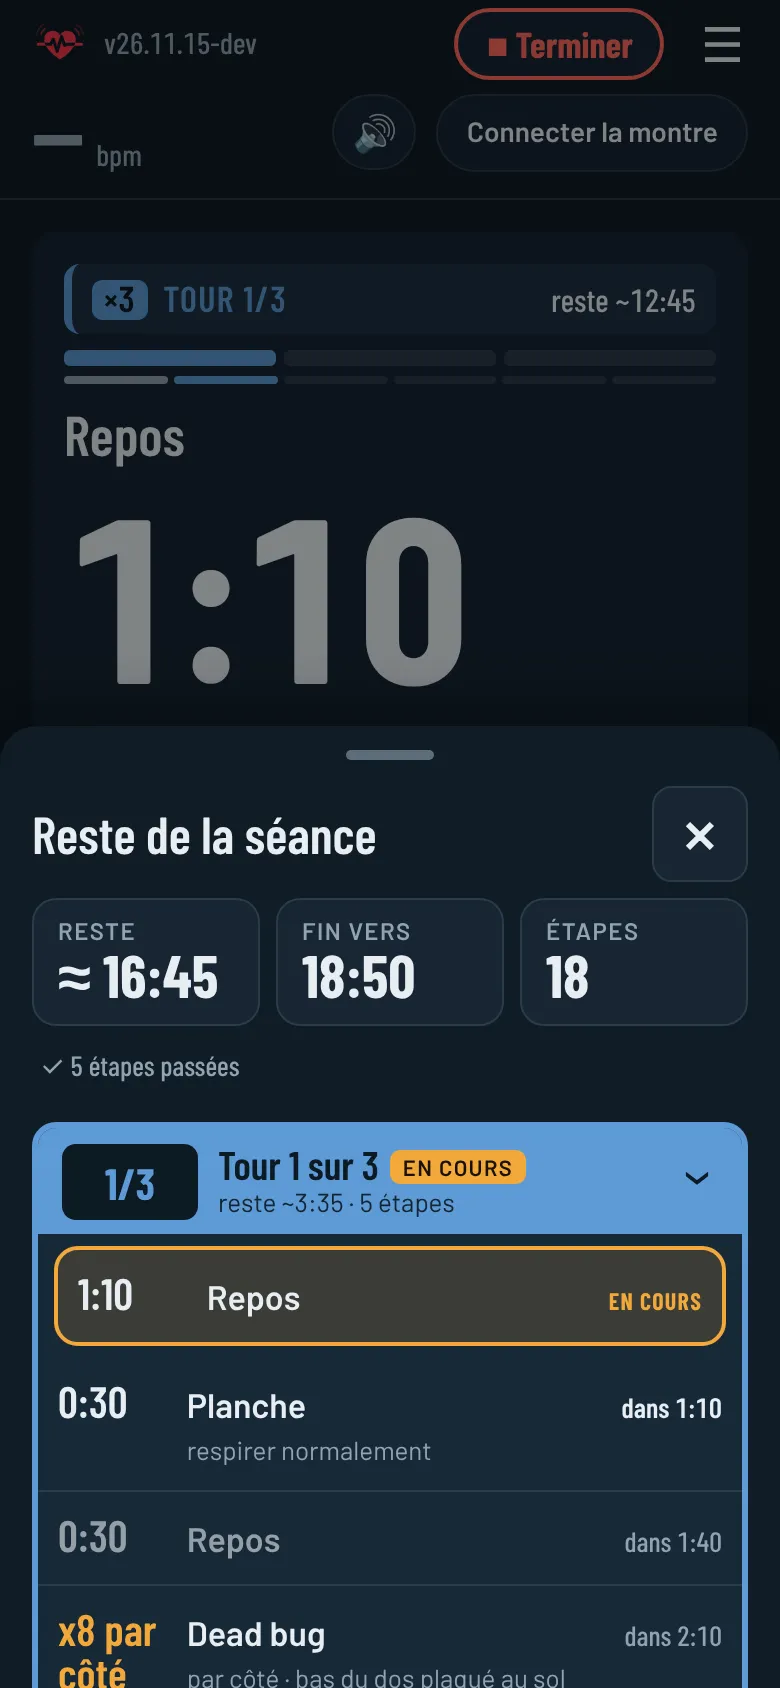 v26.11.15-dev
Terminer
bpm
Connecter la montre
×3 TOUR 1/3
reste ~12:45
Repos
1:10
Reste de la séance
RESTE
≈ 16:45
FIN VERS
18:50
ÉTAPES
18
✓ 5 étapes passées
1/3
Tour 1 sur 3 EN COURS
reste ~3:35 · 5 étapes
1:10 Repos EN COURS
0:30 Planche dans 1:10
respirer normalement
0:30 Repos dans 1:40
x8 par côté
Dead bug dans 2:10
par côté · bas du dos plaqué au sol